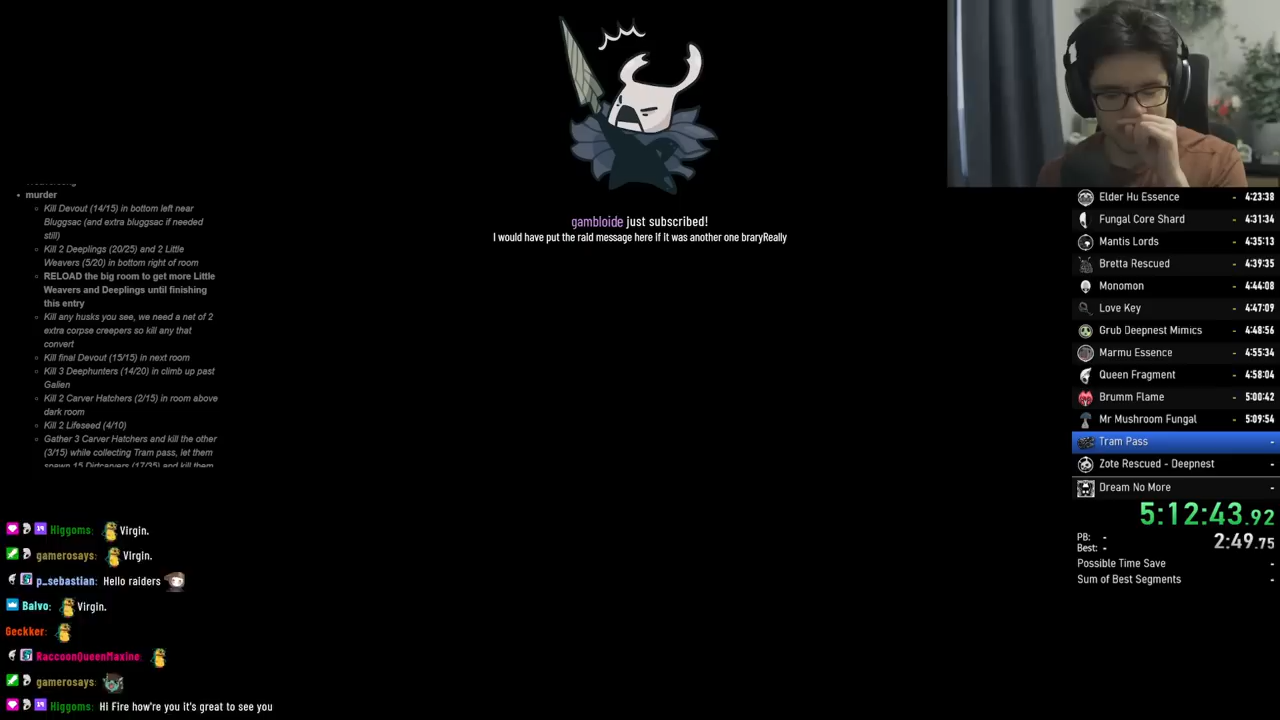 gambloide just subscribed!
I would have put the raid message here If It was another one braryReally
murder
Kill Devout (14/15) in bottom left near
Bluggsac (and extra bluggsac if needed
still)
Kill 2 Deeplings (20/25) and 2 Little
Weavers (5/20) in bottom right of room
RELOAD the big room to get more Little
Weavers and Deeplings until finishing
this entry
Kill any husks you see, we need a net of 2
extra corpse creepers so kill any that
convert
Kill final Devout (15/15) in next room
Kill 3 Deephunters (14/20) in climb up past
Galien
Kill 2 Carver Hatchers (2/15) in room above
dark room
Kill 2 Lifeseed (4/10)
Gather 3 Carver Hatchers and kill the other
(3/15) while collecting Tram pass, let them
spawn 15 Dirtcarvers (17/35) and kill them
Higgoms: Virgin.
gamerosays: Virgin.
p_sebastian: Hello raiders
Balvo: Virgin.
Geckker:
RaccoonQueenMaxine:
gamerosays:
Higgoms: Hi Fire how're you it's great to see you
Elder Hu Essence - 4:23:38
Fungal Core Shard - 4:31:34
Mantis Lords - 4:35:13
Bretta Rescued - 4:39:35
Monomon - 4:44:08
Love Key - 4:47:09
Grub Deepnest Mimics - 4:48:56
Marmu Essence - 4:55:34
Queen Fragment - 4:58:04
Brumm Flame - 5:00:42
Mr Mushroom Fungal - 5:09:54
Tram Pass -
Zote Rescued - Deepnest -
Dream No More -
5:12:43.92
PB: - 2:49.75
Best: -
Possible Time Save -
Sum of Best Segments -